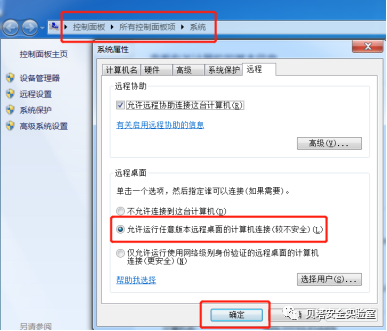 控制面板 ▸ 所有控制面板项 ▸ 系统
控制面板主页
设备管理器
远程设置
系统保护
高级系统设置
另请参阅
系统属性
计算机名 硬件 高级 系统保护 远程
远程协助
允许远程协助连接这台计算机(R)
有关启用远程协助的信息
高级(V)...
远程桌面
单击一个选项，然后指定谁可以连接(如果需要)。
不允许连接到这台计算机(D)
允许运行任意版本远程桌面的计算机连接(较不安全)(L)
仅允许运行使用网络级别身份验证的远程桌面的计算机
连接(更安全)(N)
帮助我选择
选择用户(S)...
确定
贝塔安全实验室